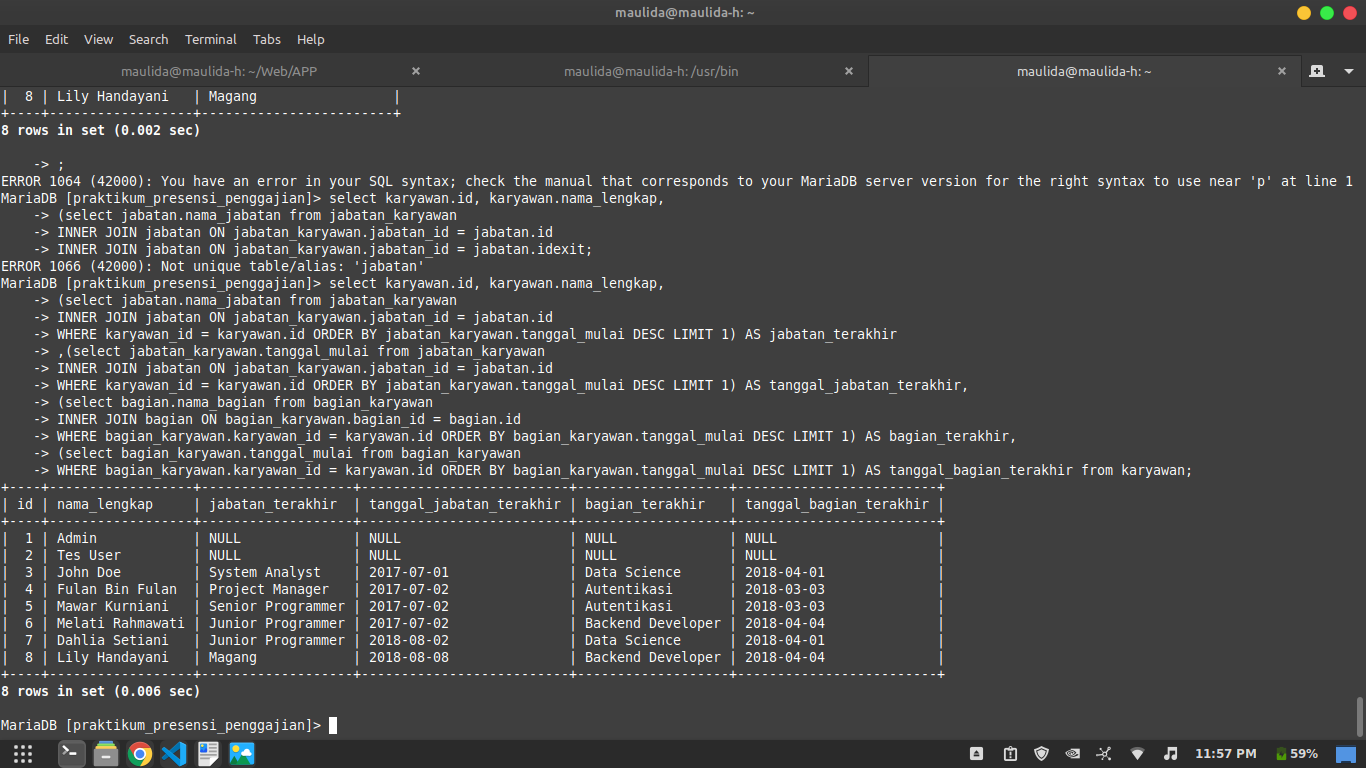 maulida@maulida-h: ~
File Edit View Search Terminal Tabs Help
maulida@maulida-h: ~/Web/APP × maulida@maulida-h: /usr/bin × maulida@maulida-h: ~ ×
|  8 | Lily Handayani   | Magang                 |
+----+------------------+------------------------+
8 rows in set (0.002 sec)
    -> ;
ERROR 1064 (42000): You have an error in your SQL syntax; check the manual that corresponds to your MariaDB server version for the right syntax to use near 'p' at line 1
MariaDB [praktikum_presensi_penggajian]> select karyawan.id, karyawan.nama_lengkap,
    -> (select jabatan.nama_jabatan from jabatan_karyawan
    -> INNER JOIN jabatan ON jabatan_karyawan.jabatan_id = jabatan.id
    -> INNER JOIN jabatan ON jabatan_karyawan.jabatan_id = jabatan.idexit;
ERROR 1066 (42000): Not unique table/alias: 'jabatan'
MariaDB [praktikum_presensi_penggajian]> select karyawan.id, karyawan.nama_lengkap,
    -> (select jabatan.nama_jabatan from jabatan_karyawan
    -> INNER JOIN jabatan ON jabatan_karyawan.jabatan_id = jabatan.id
    -> WHERE karyawan_id = karyawan.id ORDER BY jabatan_karyawan.tanggal_mulai DESC LIMIT 1) AS jabatan_terakhir
    -> ,(select jabatan_karyawan.tanggal_mulai from jabatan_karyawan
    -> INNER JOIN jabatan ON jabatan_karyawan.jabatan_id = jabatan.id
    -> WHERE karyawan_id = karyawan.id ORDER BY jabatan_karyawan.tanggal_mulai DESC LIMIT 1) AS tanggal_jabatan_terakhir,
    -> (select bagian.nama_bagian from bagian_karyawan
    -> INNER JOIN bagian ON bagian_karyawan.bagian_id = bagian.id
    -> WHERE bagian_karyawan.karyawan_id = karyawan.id ORDER BY bagian_karyawan.tanggal_mulai DESC LIMIT 1) AS bagian_terakhir,
    -> (select bagian_karyawan.tanggal_mulai from bagian_karyawan
    -> WHERE bagian_karyawan.karyawan_id = karyawan.id ORDER BY bagian_karyawan.tanggal_mulai DESC LIMIT 1) AS tanggal_bagian_terakhir from karyawan;
+----+------------------+-------------------+--------------------------+-------------------+-------------------------+
| id | nama_lengkap     | jabatan_terakhir  | tanggal_jabatan_terakhir | bagian_terakhir   | tanggal_bagian_terakhir |
+----+------------------+-------------------+--------------------------+-------------------+-------------------------+
|  1 | Admin            | NULL              | NULL                     | NULL              | NULL                    |
|  2 | Tes User         | NULL              | NULL                     | NULL              | NULL                    |
|  3 | John Doe         | System Analyst    | 2017-07-01               | Data Science      | 2018-04-01              |
|  4 | Fulan Bin Fulan  | Project Manager   | 2017-07-02               | Autentikasi       | 2018-03-03              |
|  5 | Mawar Kurniani   | Senior Programmer | 2017-07-02               | Autentikasi       | 2018-03-03              |
|  6 | Melati Rahmawati | Junior Programmer | 2017-07-02               | Backend Developer | 2018-04-04              |
|  7 | Dahlia Setiani   | Junior Programmer | 2018-08-02               | Data Science      | 2018-04-01              |
|  8 | Lily Handayani   | Magang            | 2018-08-08               | Backend Developer | 2018-04-04              |
+----+------------------+-------------------+--------------------------+-------------------+-------------------------+
8 rows in set (0.006 sec)
MariaDB [praktikum_presensi_penggajian]>
11:57 PM 59%